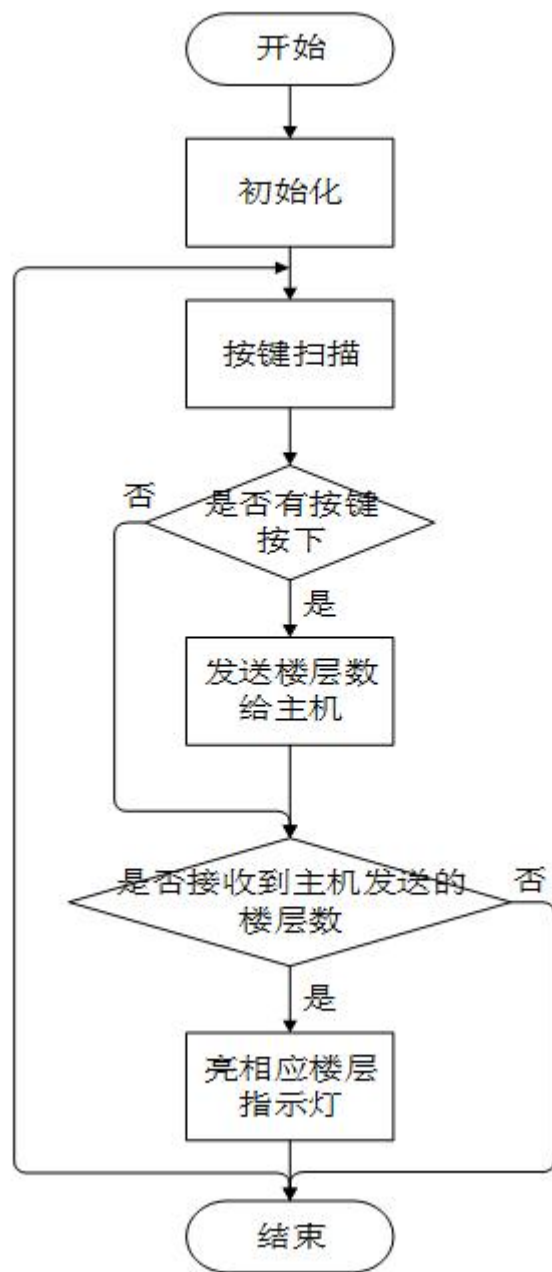 开始
初始化
按键扫描
否
是否有按键
按下
是
发送楼层数
给主机
是否接收到主机发送的
楼层数
否
是
亮相应楼层
指示灯
结束